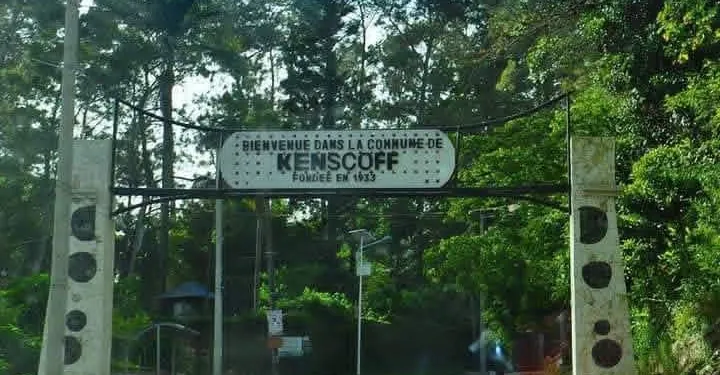 BIENVENUE DANS LA COMMUNE DE
KENSCOFF
FONDÉE EN 1933